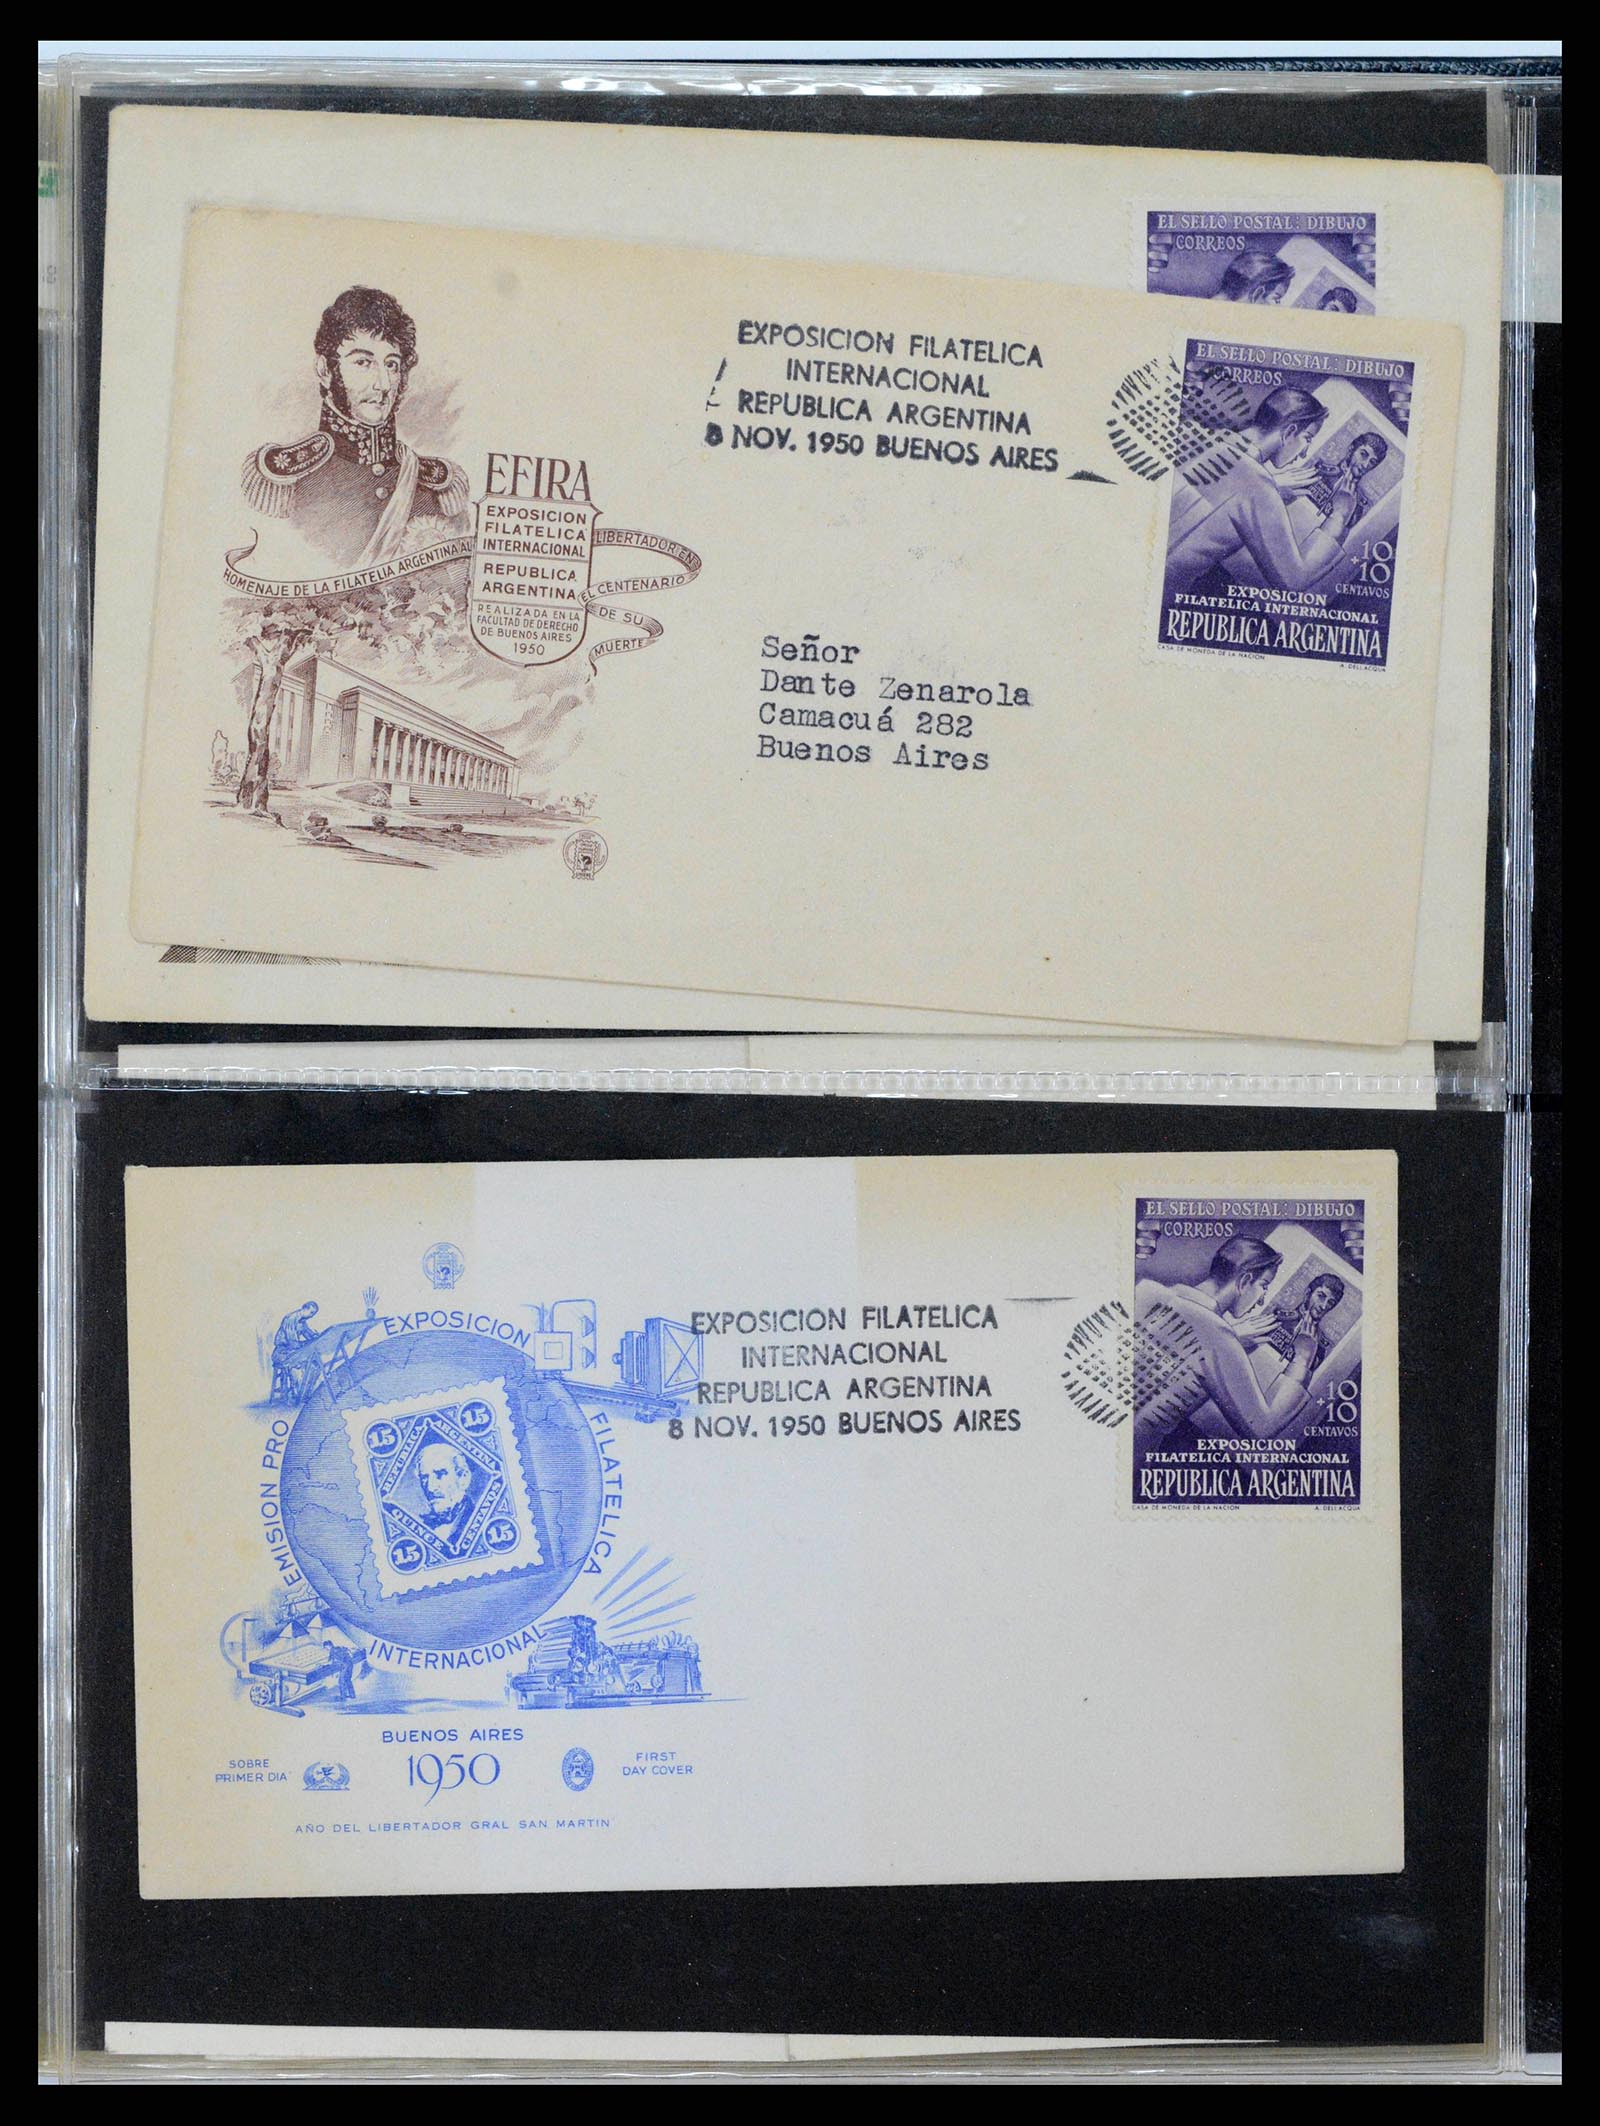 EL SELLO POSTAL: DIBUJO
CORREOS
EXPOSICION FILATELICA
INTERNACIONAL
REPUBLICA ARGENTINA
8 NOV. 1950 BUENOS AIRES
EL SELLO POSTAL: DIBUJO
CORREOS
10
+10
CENTAVOS
EXPOSICION
FILATELICA INTERNACIONAL
REPUBLICA ARGENTINA
CASA DE MONEDA DE LA NACION
A. DELLACQUA
EFIRA
EXPOSICION
FILATELICA
INTERNACIONAL
REPUBLICA
ARGENTINA
REALIZADA EN LA
FACULTAD DE DERECHO
DE BUENOS AIRES
1950
HOMENAJE DE LA FILATELIA ARGENTINA AL
LIBERTADOR EN
EL CENTENARIO
DE SU
MUERTE
Señor
Dante Zenarola
Camacuá 282
Buenos Aires
EL SELLO POSTAL: DIBUJO
CORREOS
10
+10
CENTAVOS
EXPOSICION
FILATELICA INTERNACIONAL
REPUBLICA ARGENTINA
CASA DE MONEDA DE LA NACION
A. DELLACQUA
EXPOSICION FILATELICA
INTERNACIONAL
REPUBLICA ARGENTINA
8 NOV. 1950 BUENOS AIRES
EMISION PRO
EXPOSICION
FILATELICA
INTERNACIONAL
15
15
REPUBLICA
ARGENTINA
QUINCE
CENTAVOS
15
15
BUENOS AIRES
1950
SOBRE
PRIMER DIA
FIRST
DAY COVER
AÑO DEL LIBERTADOR GRAL SAN MARTIN